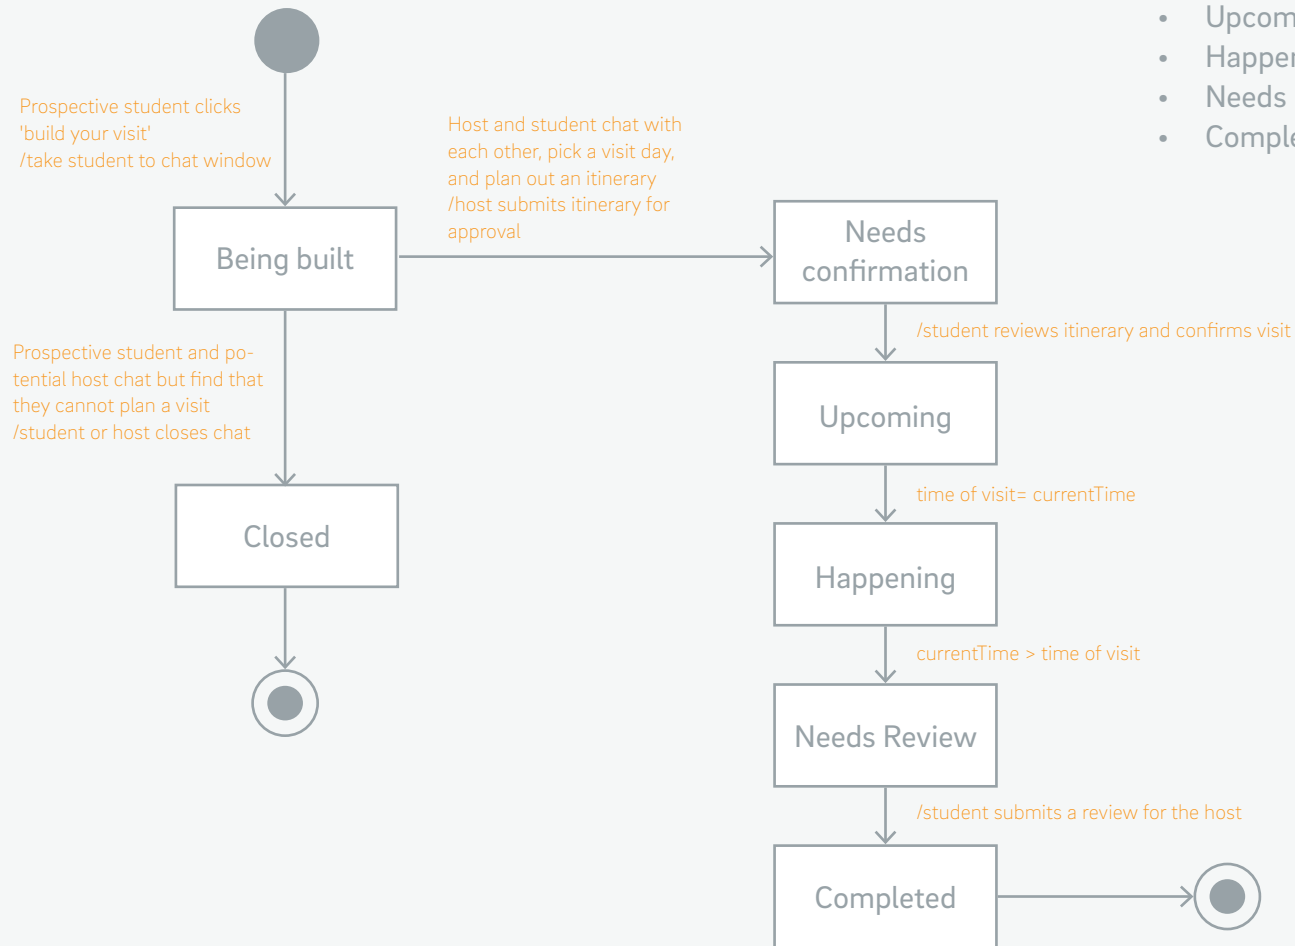 • Upcom
• Happen
• Needs
• Comple
Prospective student clicks
'build your visit'
/take student to chat window
Host and student chat with
each other, pick a visit day,
and plan out an itinerary
/host submits itinerary for
approval
Being built
Needs
confirmation
/student reviews itinerary and confirms visit
Prospective student and po-
tential host chat but find that
they cannot plan a visit
/student or host closes chat
Upcoming
time of visit= currentTime
Closed
Happening
currentTime > time of visit
Needs Review
/student submits a review for the host
Completed